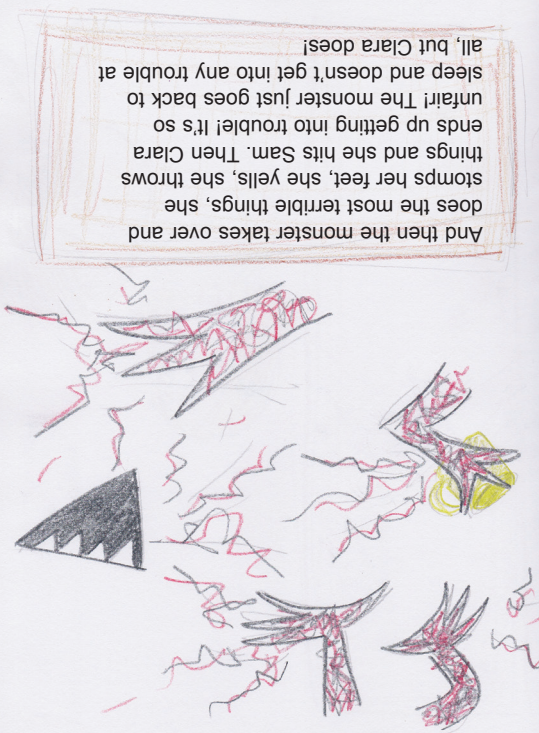 And then the monster takes over and
does the most terrible things, she
stomps her feet, she yells, she throws
things and she hits Sam. Then Clara
ends up getting into trouble! It's so
unfair! The monster just goes back to
sleep and doesn't get into any trouble at
all, but Clara does!